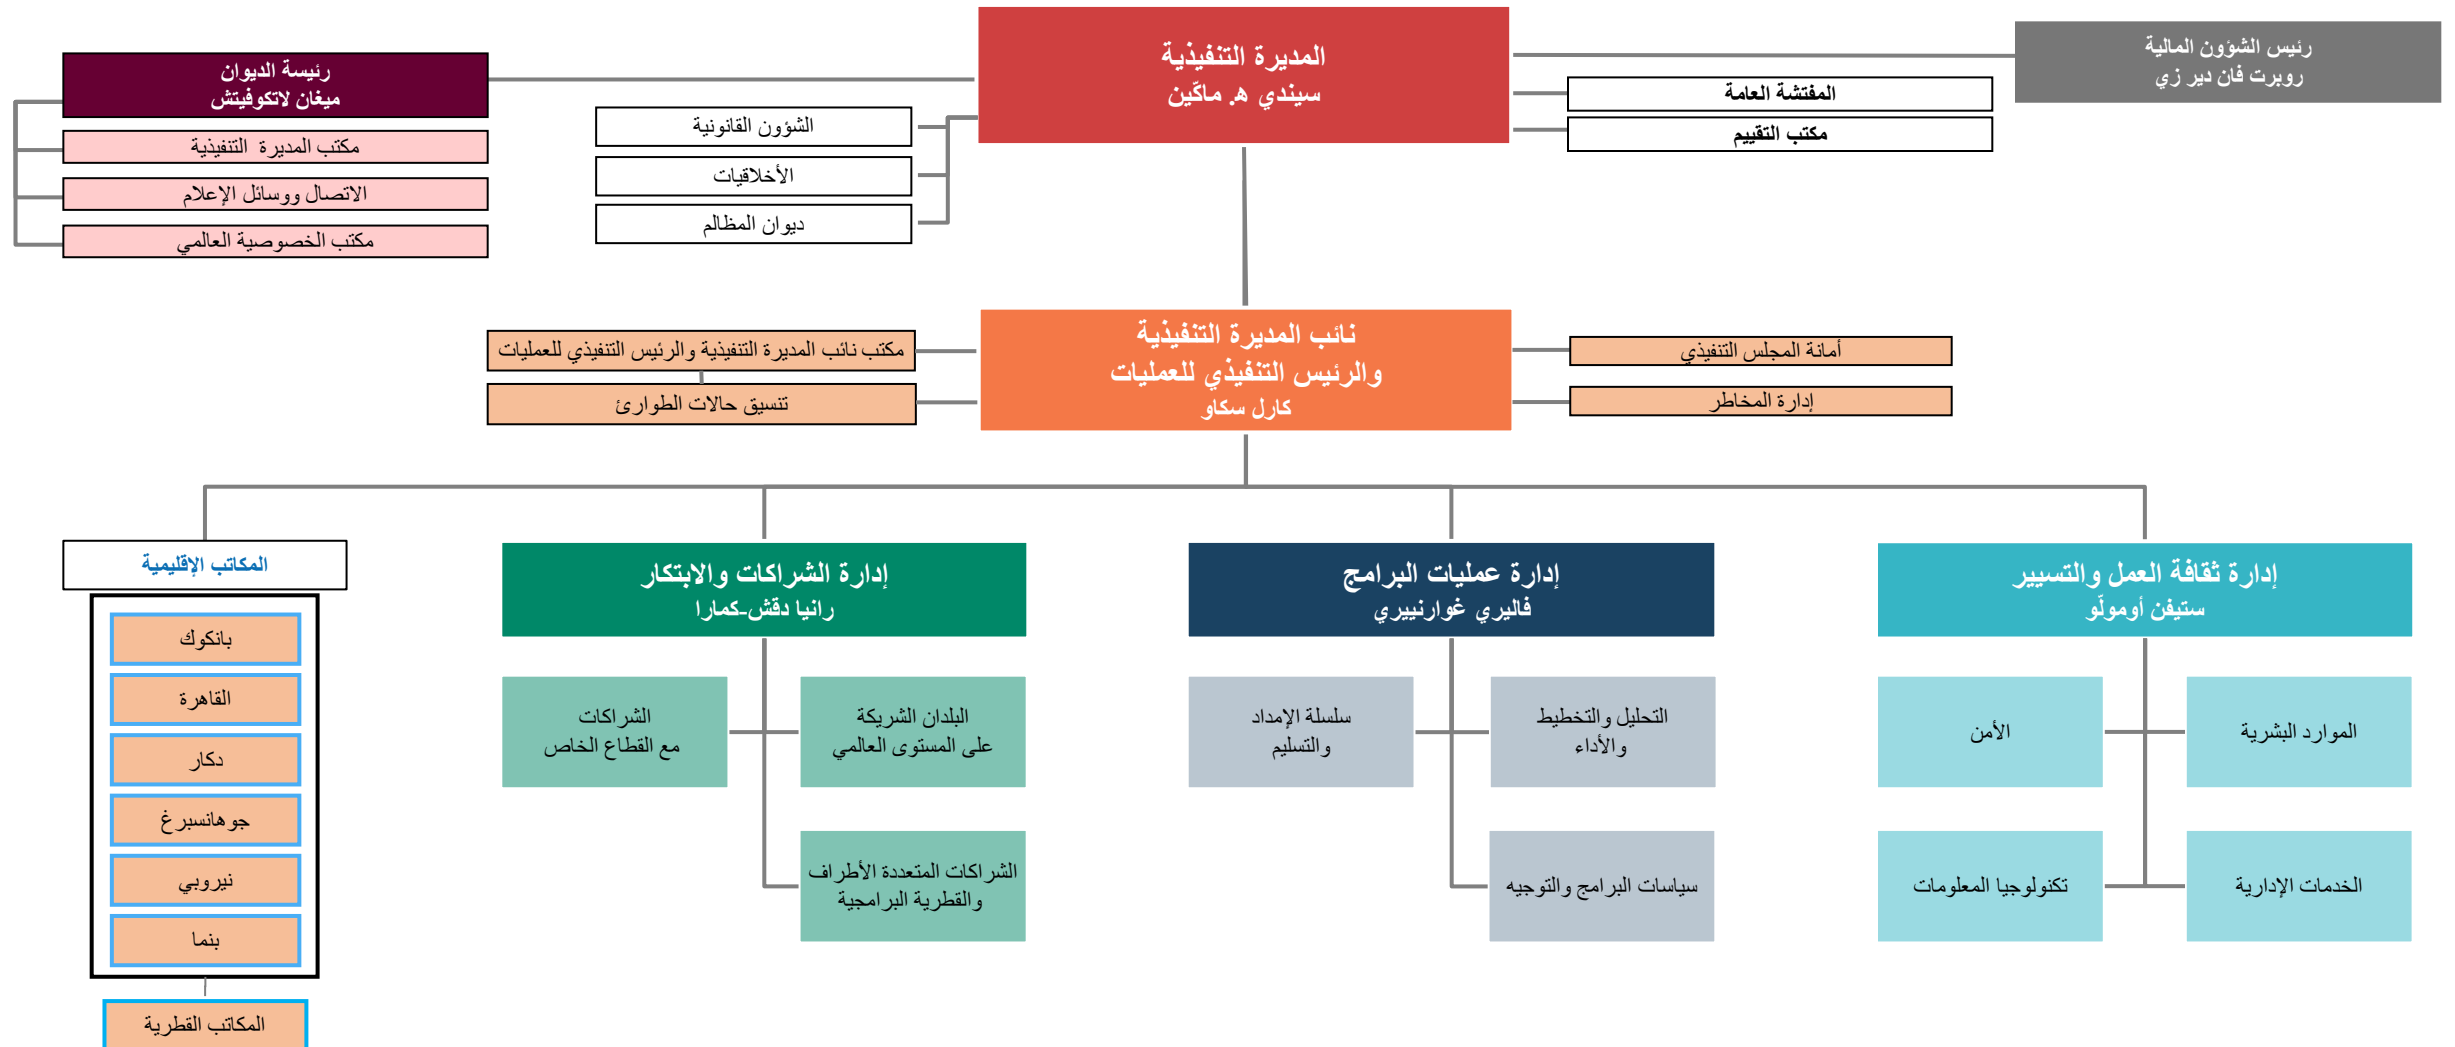 المديرة التنفيذية
سيندي ه. ماكّين
رئيس الشؤون المالية
روبرت فان دير زي
المفتشة العامة
مكتب التقييم
رئيسة الديوان
ميغان لاتكوفيتش
مكتب المديرة التنفيذية
الاتصال ووسائل الإعلام
مكتب الخصوصية العالمي
الشؤون القانونية
الأخلاقيات
ديوان المظالم
نائب المديرة التنفيذية
والرئيس التنفيذي للعمليات
كارل سكاو
أمانة المجلس التنفيذي
إدارة المخاطر
مكتب نائب المديرة التنفيذية والرئيس التنفيذي للعمليات
تنسيق حالات الطوارئ
إدارة ثقافة العمل والتسيير
ستيفن أومولّو
الموارد البشرية
الأمن
الخدمات الإدارية
تكنولوجيا المعلومات
إدارة عمليات البرامج
فاليري غوارنييري
التحليل والتخطيط
والأداء
سلسلة الإمداد
والتسليم
سياسات البرامج والتوجيه
إدارة الشراكات والابتكار
رانيا دقش-كمارا
البلدان الشريكة
على المستوى العالمي
الشراكات
مع القطاع الخاص
الشراكات المتعددة الأطراف
والقطرية البرامجية
المكاتب الإقليمية
بانكوك
القاهرة
دكار
جوهانسبرغ
نيروبي
بنما
المكاتب القطرية